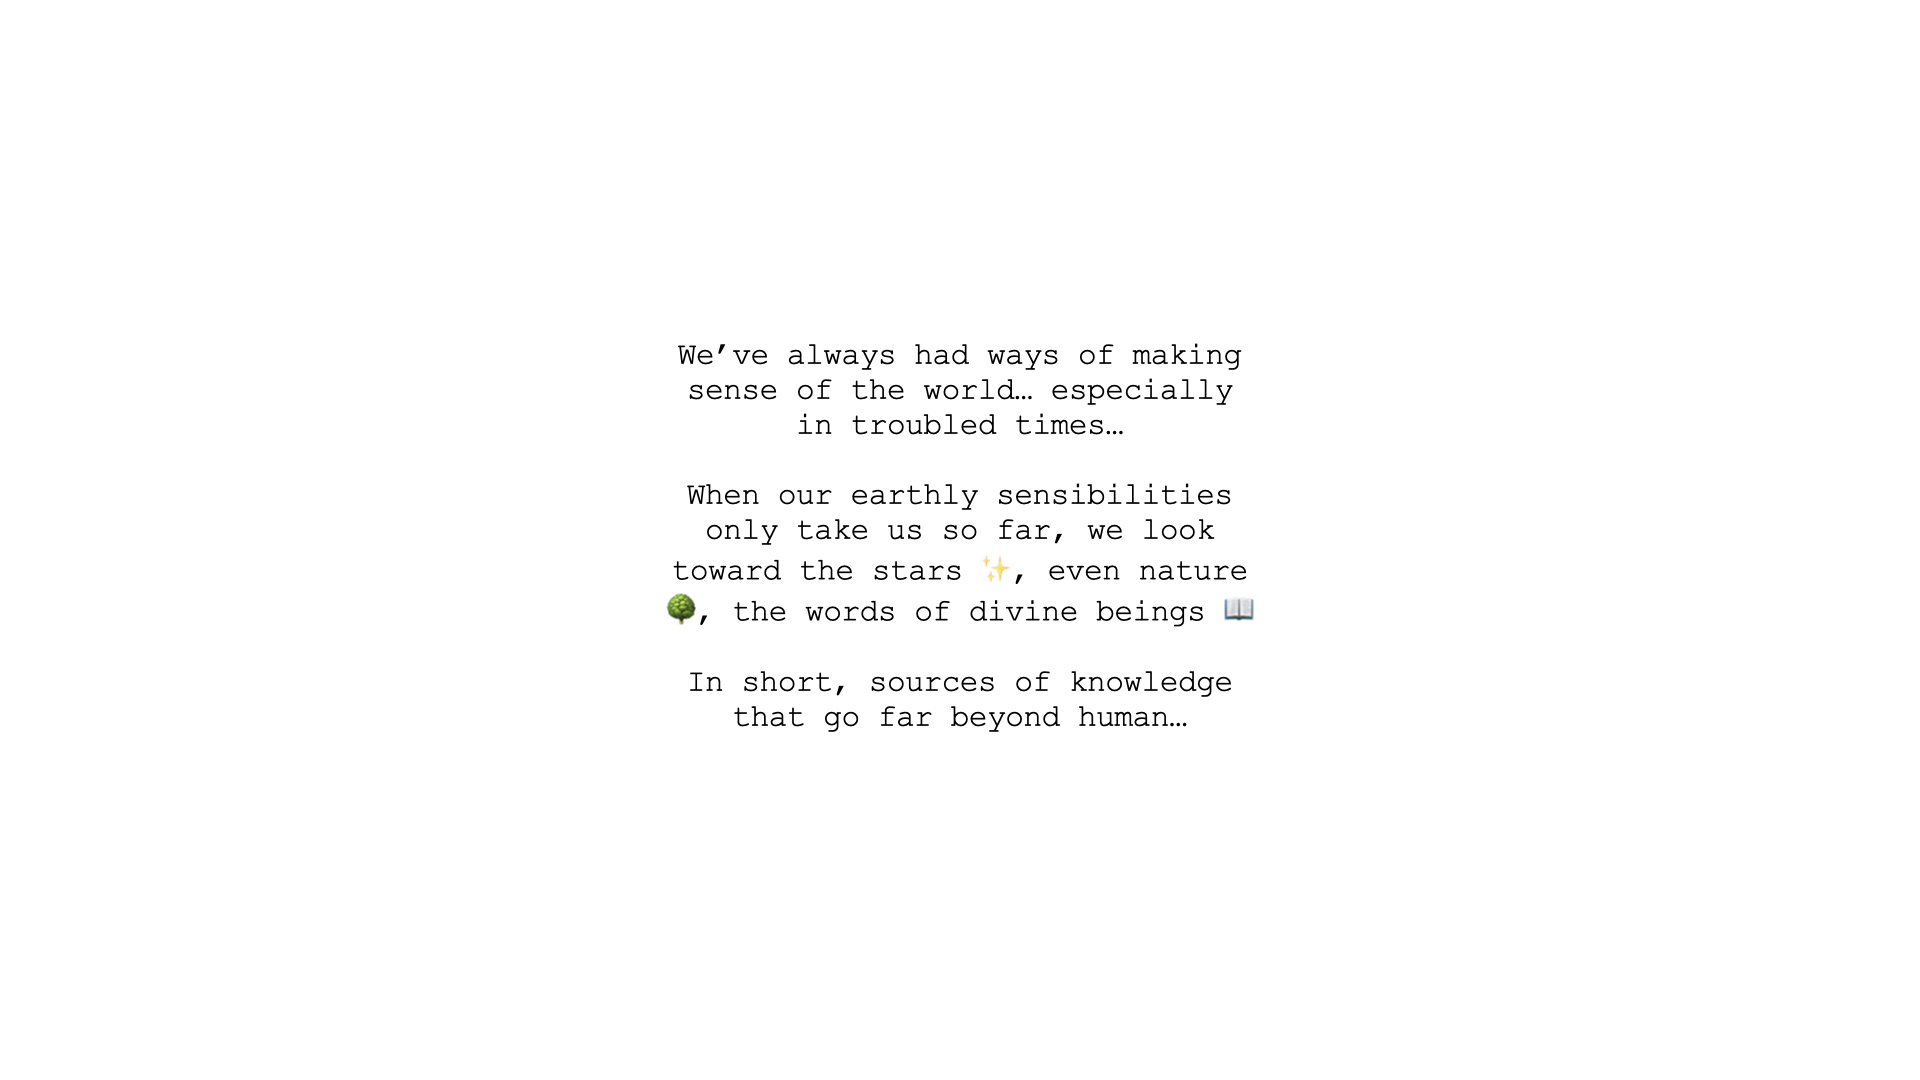 We’ve always had ways of making
sense of the world… especially
in troubled times…
When our earthly sensibilities
only take us so far, we look
toward the stars ✨, even nature
🌳, the words of divine beings 📖
In short, sources of knowledge
that go far beyond human…